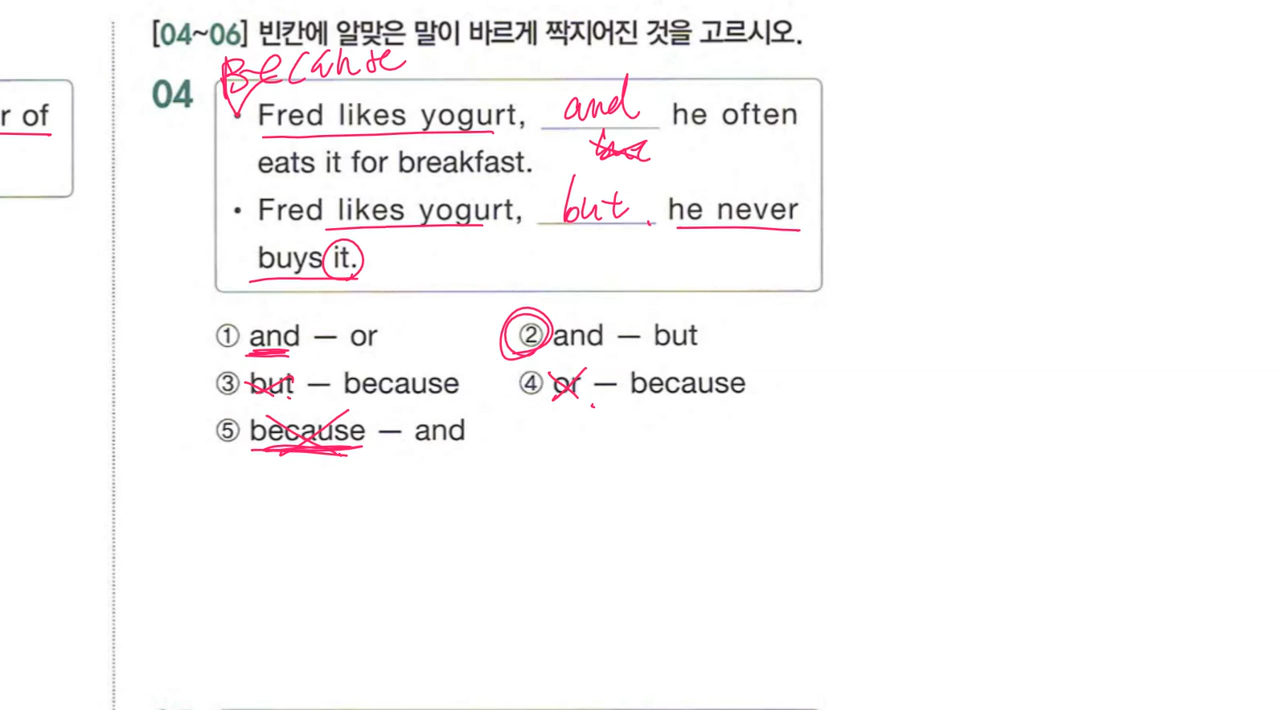 [04~06] 빈칸에 알맞은 말이 바르게 짝지어진 것을 고르시오.
Because
04
r of
• Fred likes yogurt, and he often
eats it for breakfast.
• Fred likes yogurt, but he never
buys it.
① and — or ② and — but
③ but — because ④ or — because
⑤ because — and